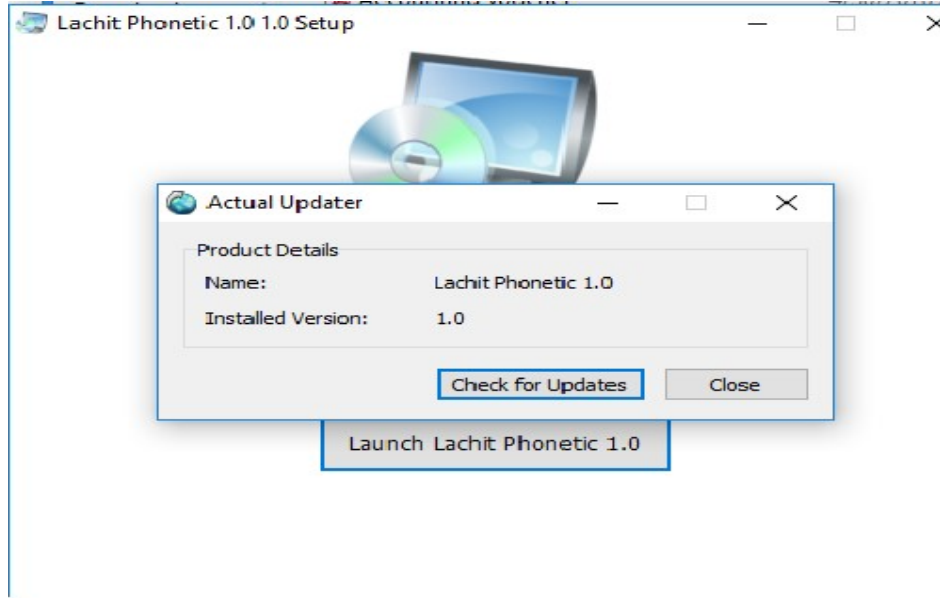 Lachit Phonetic 1.0 1.0 Setup
Actual Updater
Product Details
Name: Lachit Phonetic 1.0
Installed Version: 1.0
Check for Updates Close
Launch Lachit Phonetic 1.0